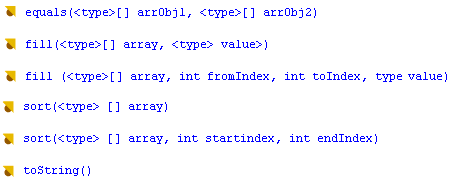 equals(<type>[] arrObj1, <type>[] arrObj2)
fill(<type>[] array, <type> value>)
fill (<type>[] array, int fromIndex, int toIndex, type value)
sort(<type> [] array)
sort(<type> [] array, int startindex, int endIndex)
toString()